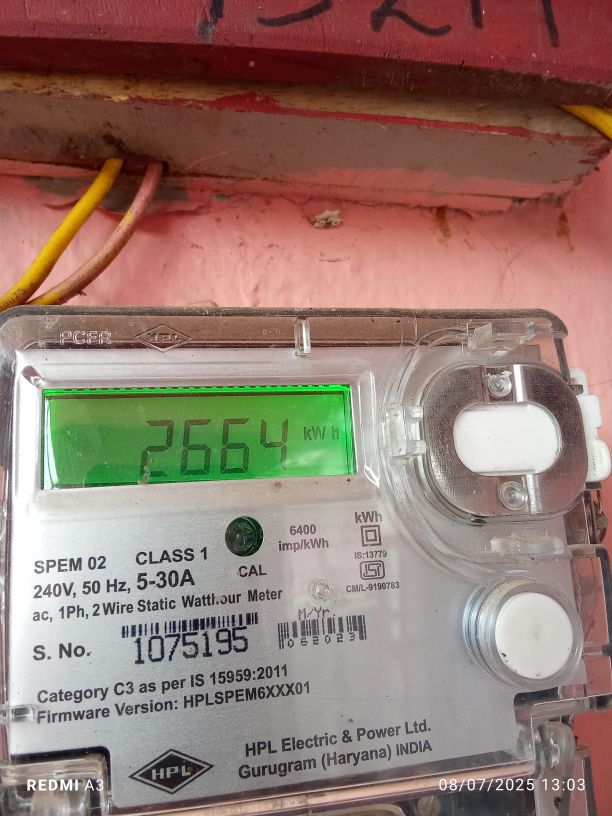 PCFR HPL
2664 kWh
6400
imp/kWh
kWh
IS:13779
CM/L-9190783
SPEM 02 CLASS 1
CAL
240V, 50 Hz, 5-30A
ac, 1Ph, 2 Wire Static Watthour Meter
S. No. 1075195
M/Yr.
062023
Category C3 as per IS 15959:2011
Firmware Version: HPLSPEM6XXX01
HPL
HPL Electric & Power Ltd.
Gurugram (Haryana) INDIA
REDMI A3
08/07/2025 13:03